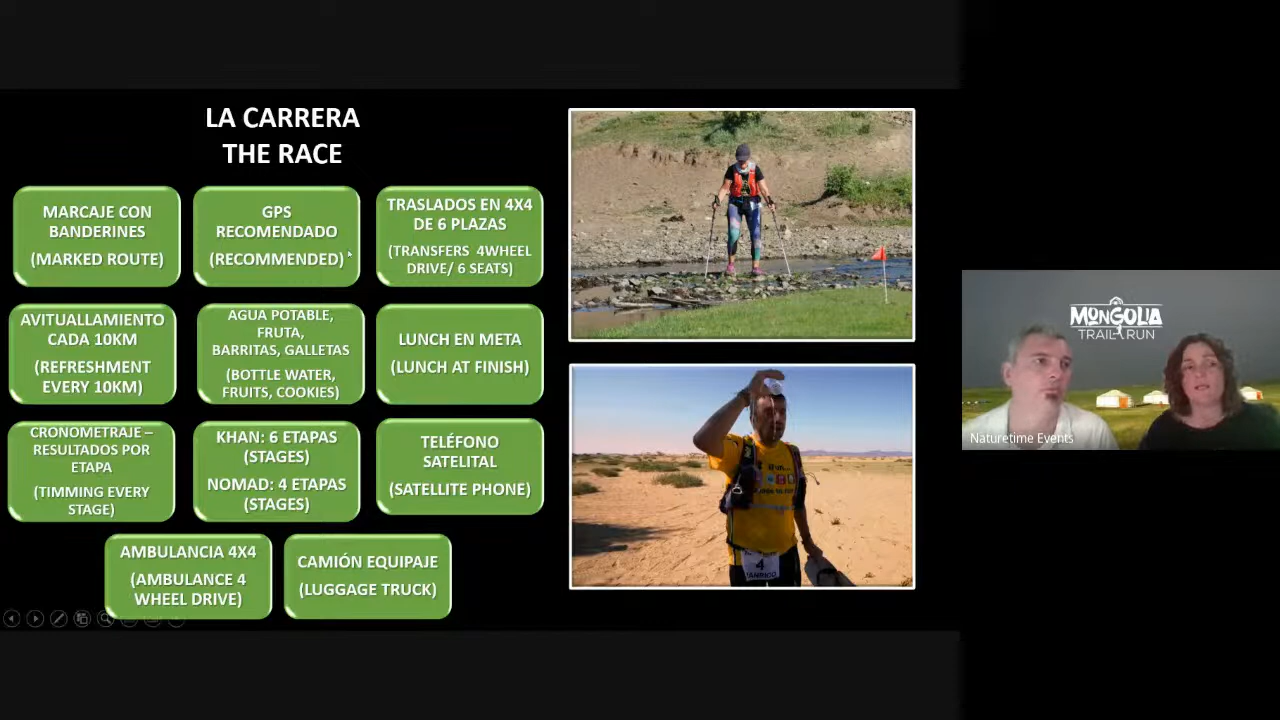 LA CARRERA
THE RACE
MARCAJE CON
BANDERINES
(MARKED ROUTE)
GPS
RECOMENDADO
(RECOMMENDED)
TRASLADOS EN 4X4
DE 6 PLAZAS
(TRANSFERS 4WHEEL
DRIVE/ 6 SEATS)
AVITUALLAMIENTO
CADA 10KM
(REFRESHMENT
EVERY 10KM)
AGUA POTABLE,
FRUTA,
BARRITAS, GALLETAS
(BOTTLE WATER,
FRUITS, COOKIES)
LUNCH EN META
(LUNCH AT FINISH)
CRONOMETRAJE –
RESULTADOS POR
ETAPA
(TIMMING EVERY
STAGE)
KHAN: 6 ETAPAS
(STAGES)
NOMAD: 4 ETAPAS
(STAGES)
TELÉFONO
SATELITAL
(SATELLITE PHONE)
AMBULANCIA 4X4
(AMBULANCE 4
WHEEL DRIVE)
CAMIÓN EQUIPAJE
(LUGGAGE TRUCK)
4
MONGOLIA
TRAIL RUN
Naturetime Events